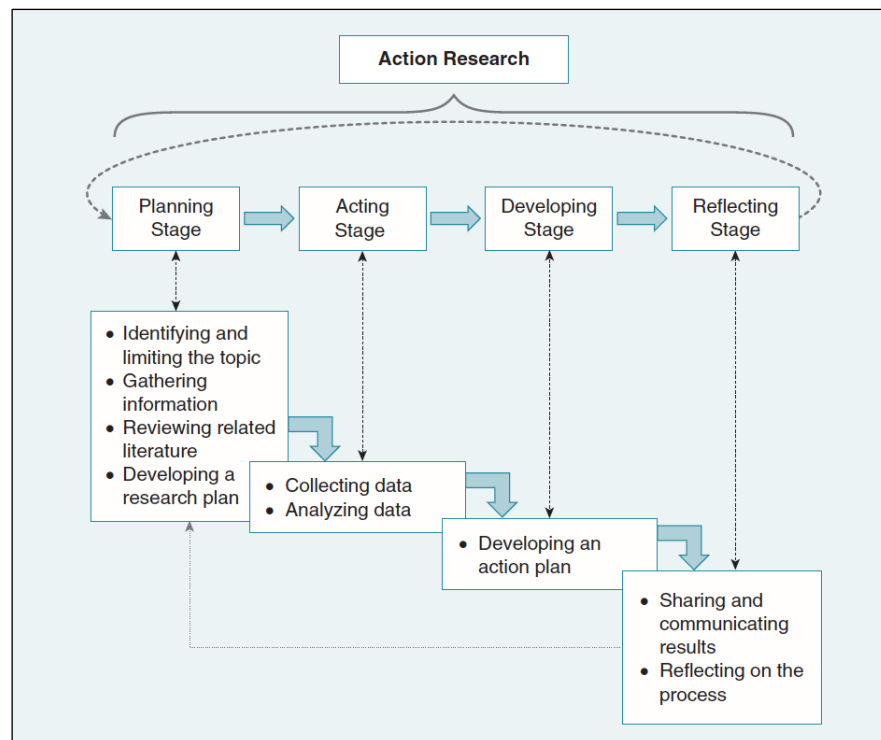 Action Research
Planning
Stage
Acting
Stage
Developing
Stage
Reflecting
Stage
• Identifying and
limiting the topic
• Gathering
information
• Reviewing related
literature
• Developing a
research plan
• Collecting data
• Analyzing data
• Developing an
action plan
• Sharing and
communicating
results
• Reflecting on the
process